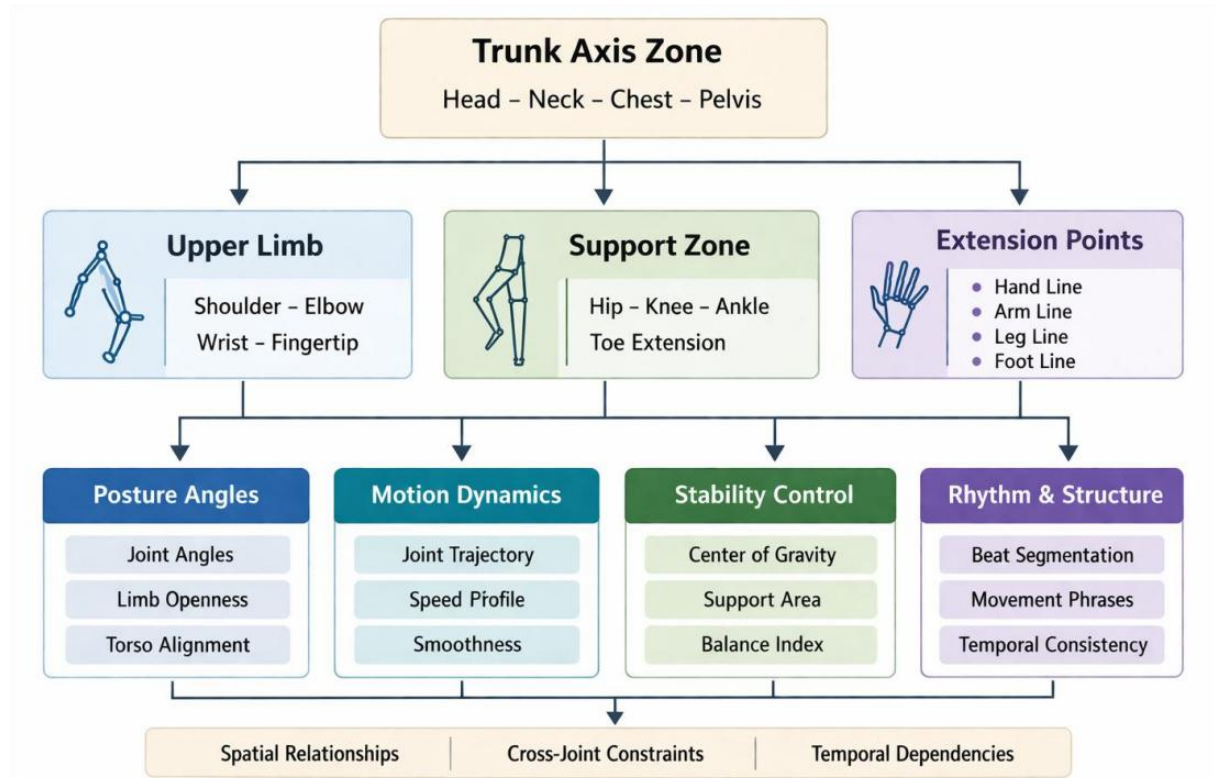 Trunk Axis Zone
Head – Neck – Chest – Pelvis
Upper Limb
Shoulder – Elbow
Wrist – Fingertip
Support Zone
Hip – Knee – Ankle
Toe Extension
Extension Points
• Hand Line
• Arm Line
• Leg Line
• Foot Line
Posture Angles
Joint Angles
Limb Openness
Torso Alignment
Motion Dynamics
Joint Trajectory
Speed Profile
Smoothness
Stability Control
Center of Gravity
Support Area
Balance Index
Rhythm & Structure
Beat Segmentation
Movement Phrases
Temporal Consistency
Spatial Relationships
Cross-Joint Constraints
Temporal Dependencies